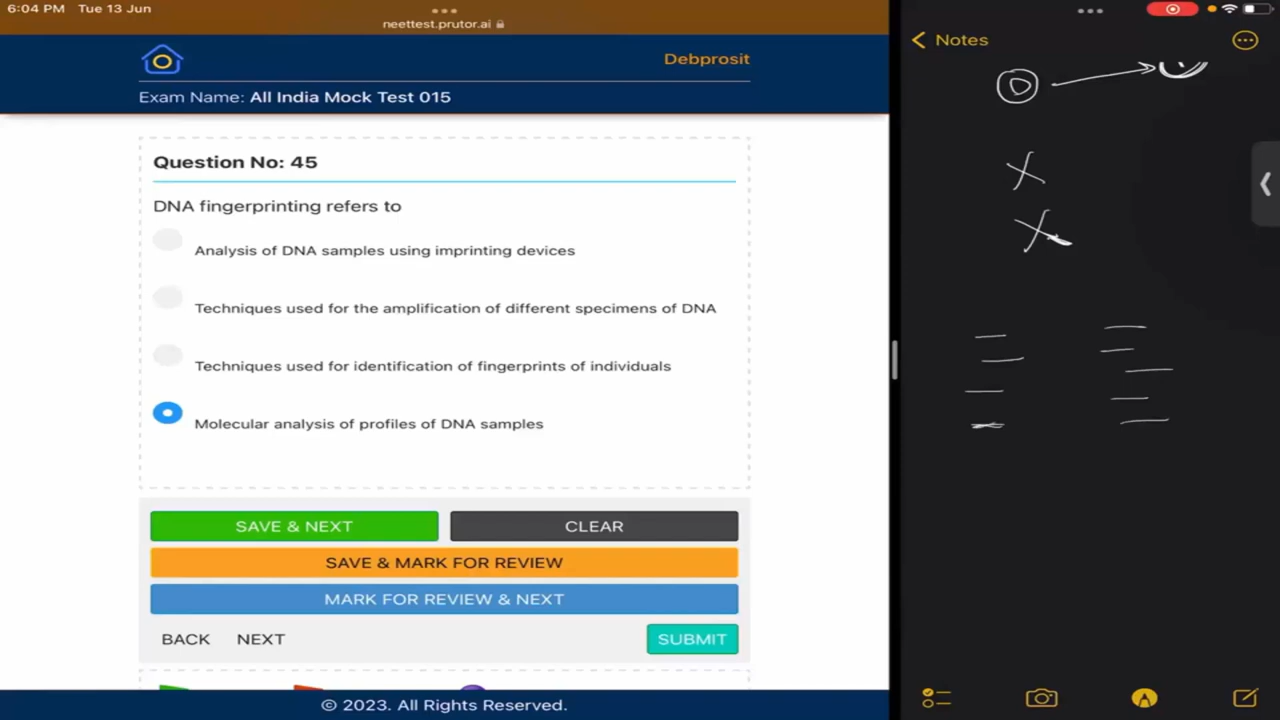 6:04 PM Tue 13 Jun
neettest.prutor.ai
Debprosit
Exam Name: All India Mock Test 015
Question No: 45
DNA fingerprinting refers to
Analysis of DNA samples using imprinting devices
Techniques used for the amplification of different specimens of DNA
Techniques used for identification of fingerprints of individuals
Molecular analysis of profiles of DNA samples
SAVE & NEXT
CLEAR
SAVE & MARK FOR REVIEW
MARK FOR REVIEW & NEXT
BACK
NEXT
SUBMIT
© 2023. All Rights Reserved.
Notes